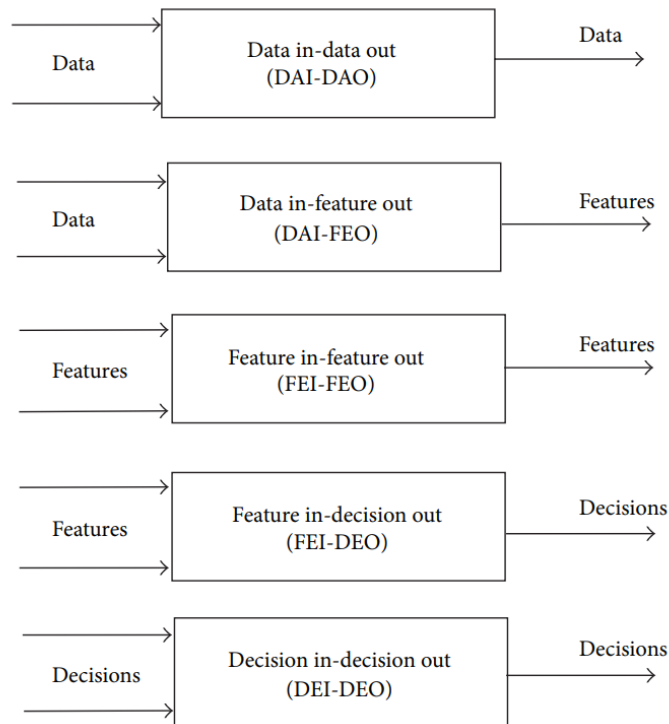 Data
Data in-data out
(DAI-DAO)
Data
Data
Data in-feature out
(DAI-FEO)
Features
Features
Feature in-feature out
(FEI-FEO)
Features
Features
Feature in-decision out
(FEI-DEO)
Decisions
Decisions
Decision in-decision out
(DEI-DEO)
Decisions